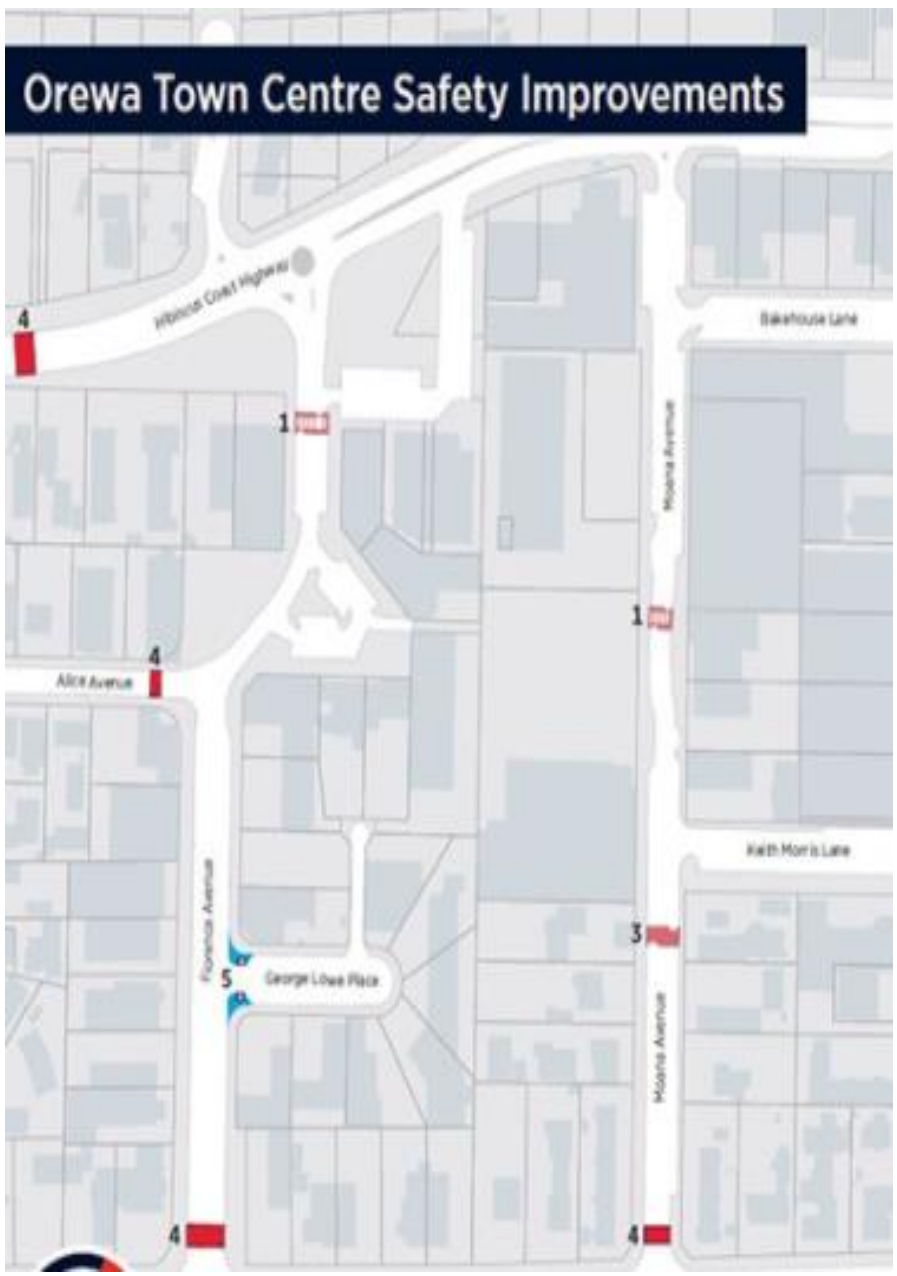 Orewa Town Centre Safety Improvements
Hibiscus Coast Highway
4
Bakehouse Lane
1
Moana Avenue
1
4
Alice Avenue
Keith Morris Lane
Florence Avenue
3
5
George Lowe Place
Moana Avenue
4
4